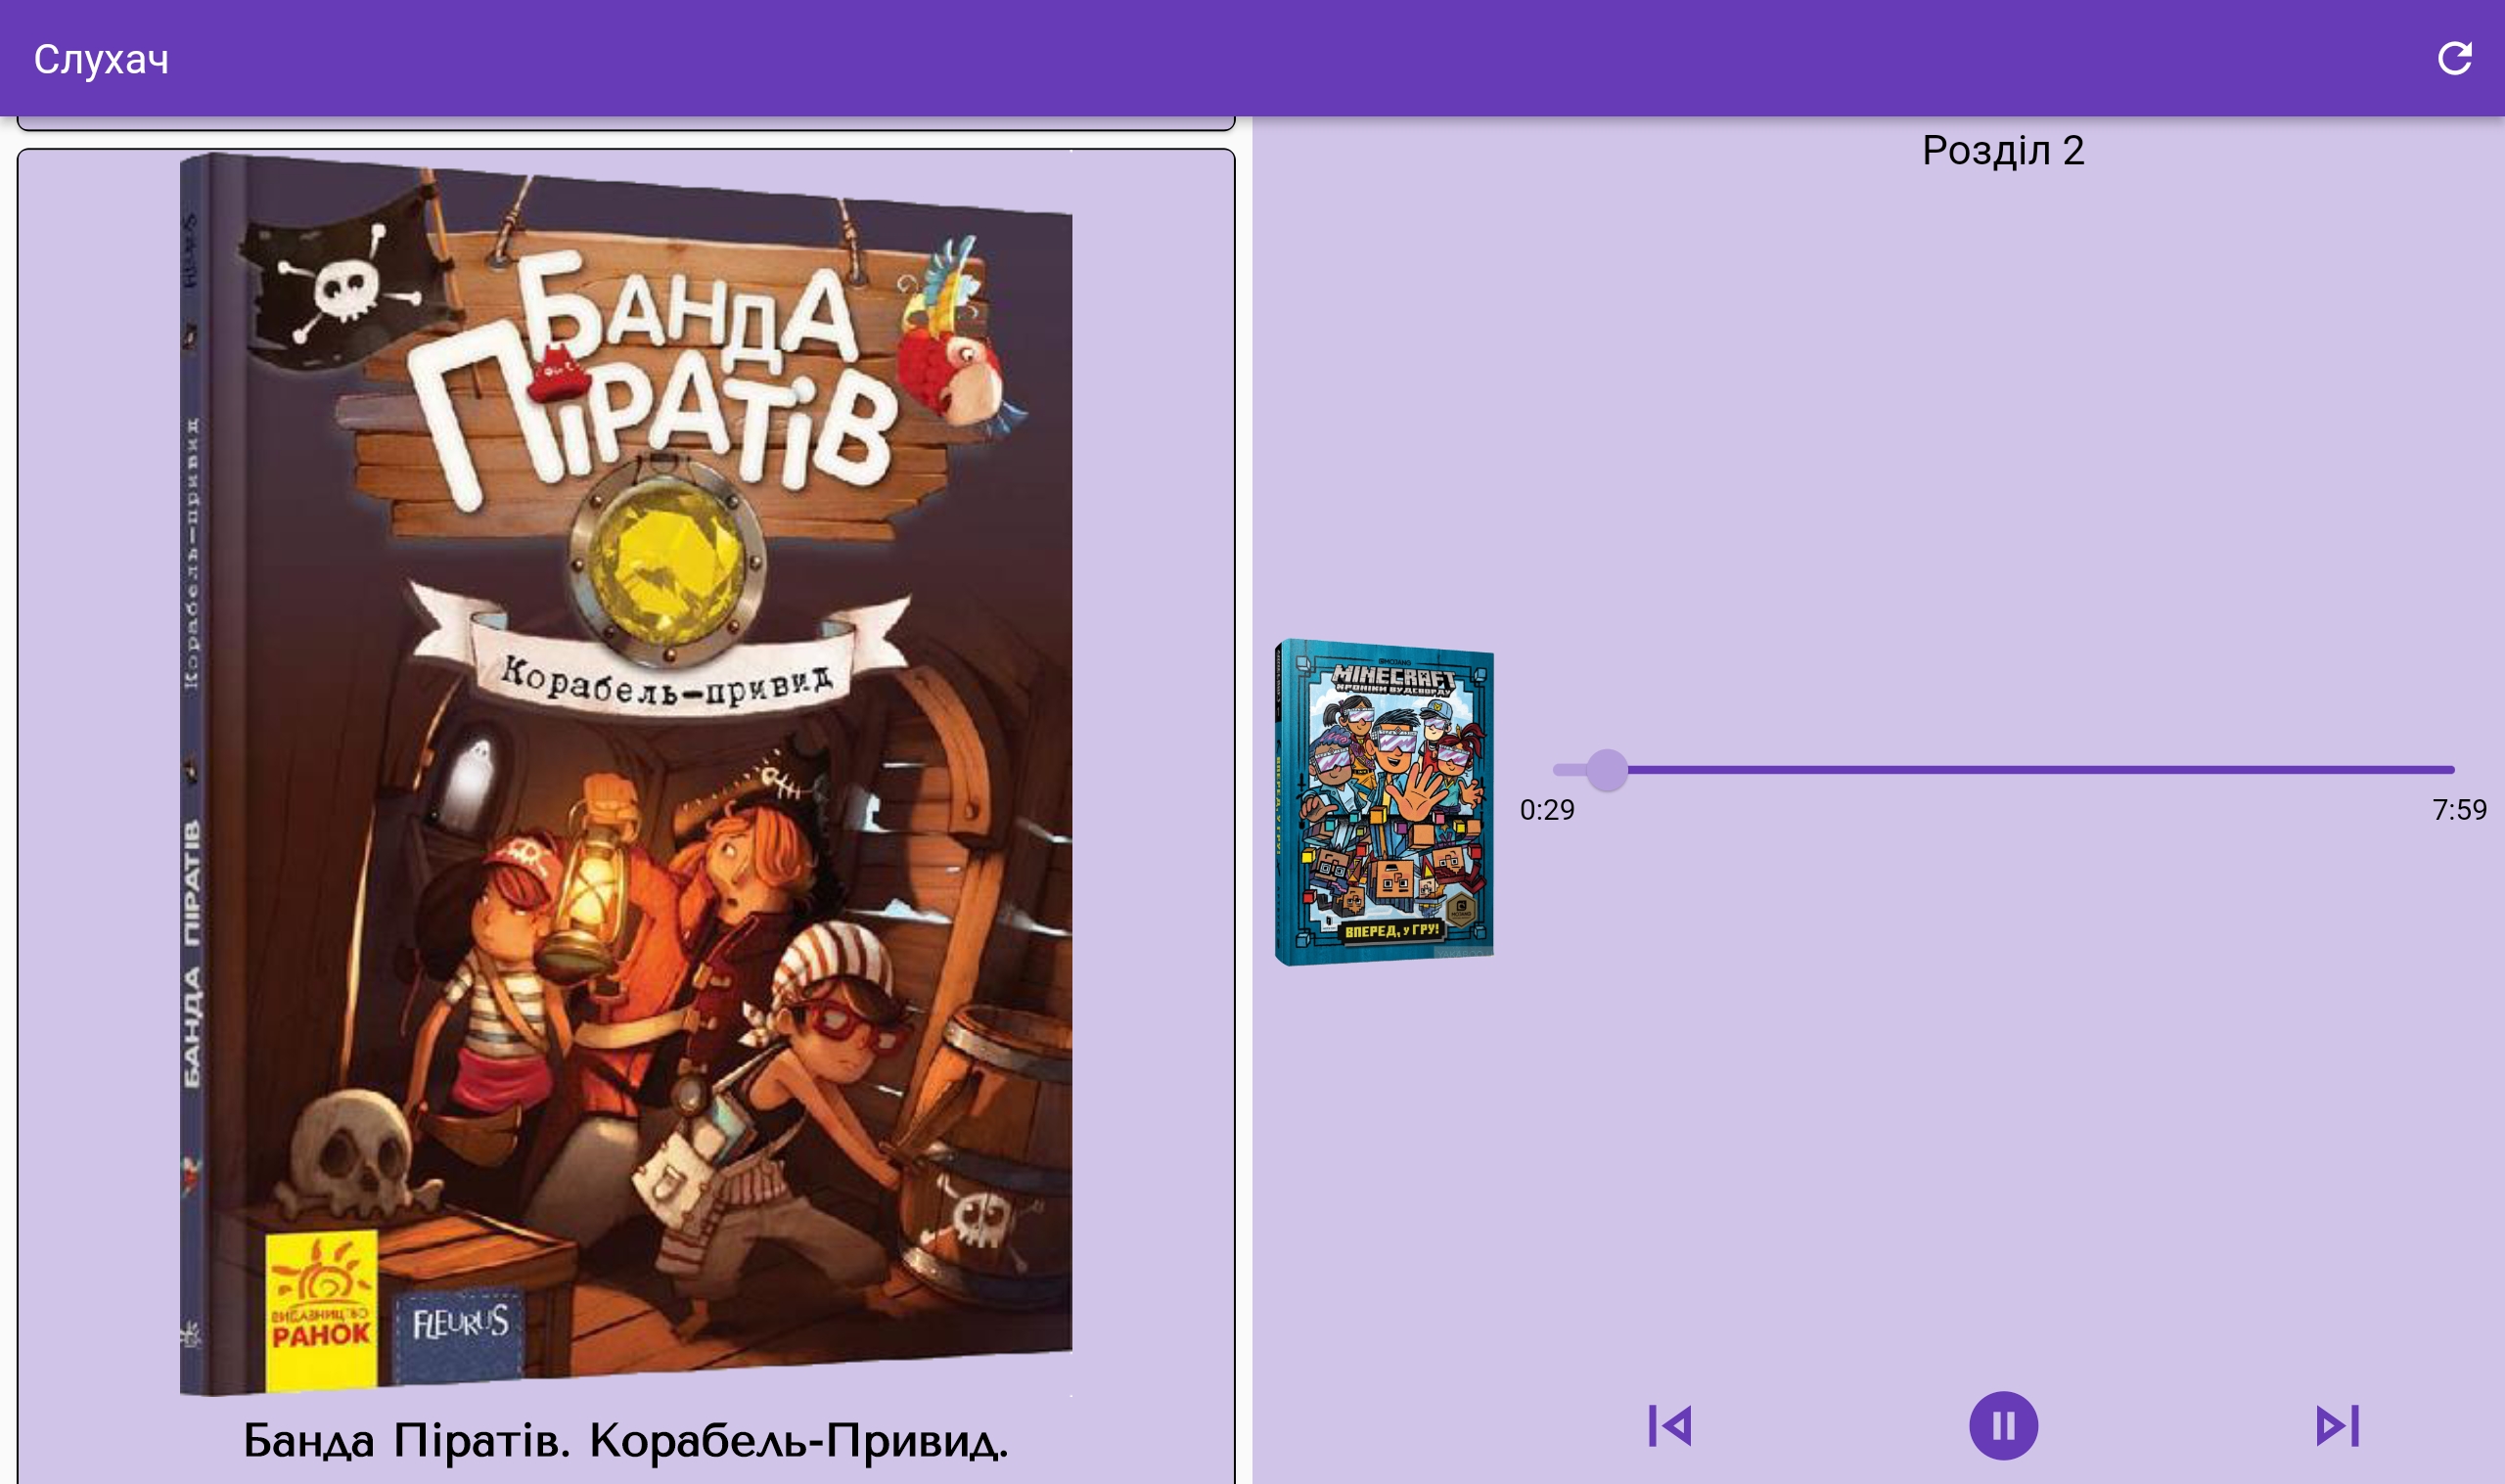 Слухач
БАНДА
ПІРАТІВ
Корабель-привид
Корабель-привид
БАНДА ПІРАТІВ
РАНОК
FLEURUS
Банда Піратів. Корабель-Привид.
Розділ 2
MINECRAFT
ХРОНІКИ ВУДСВОРДУ
ВПЕРЕД, У ГРУ!
0:29
7:59